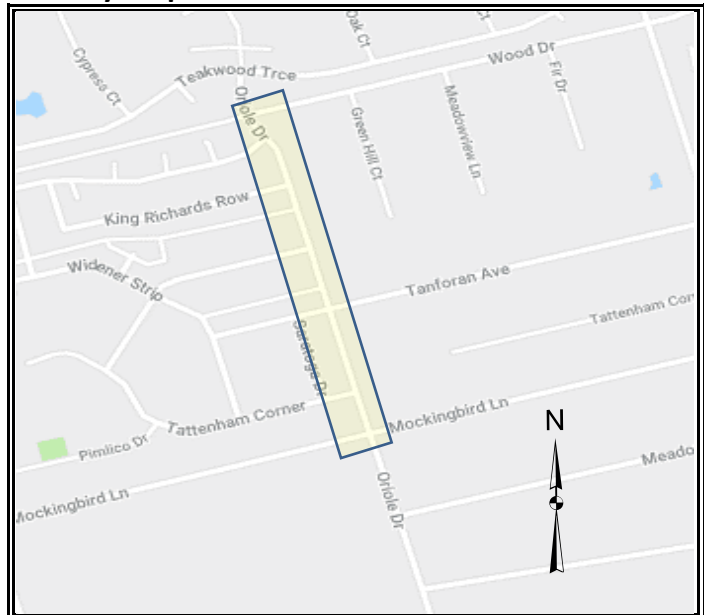 Oak Ct
Ct
Cypress Ct
Wood Dr
Teakwood Trce
Fir Dr
Oriole Dr
Meadowview Ln
Green Hill Ct
King Richards Row
Widener Strip
Tanforan Ave
Tattenham Cor
Saratoga Dr
Tattenham Corner
Mockingbird Ln
Pimlico Dr
N
Meado
Mockingbird Ln
Oriole Dr